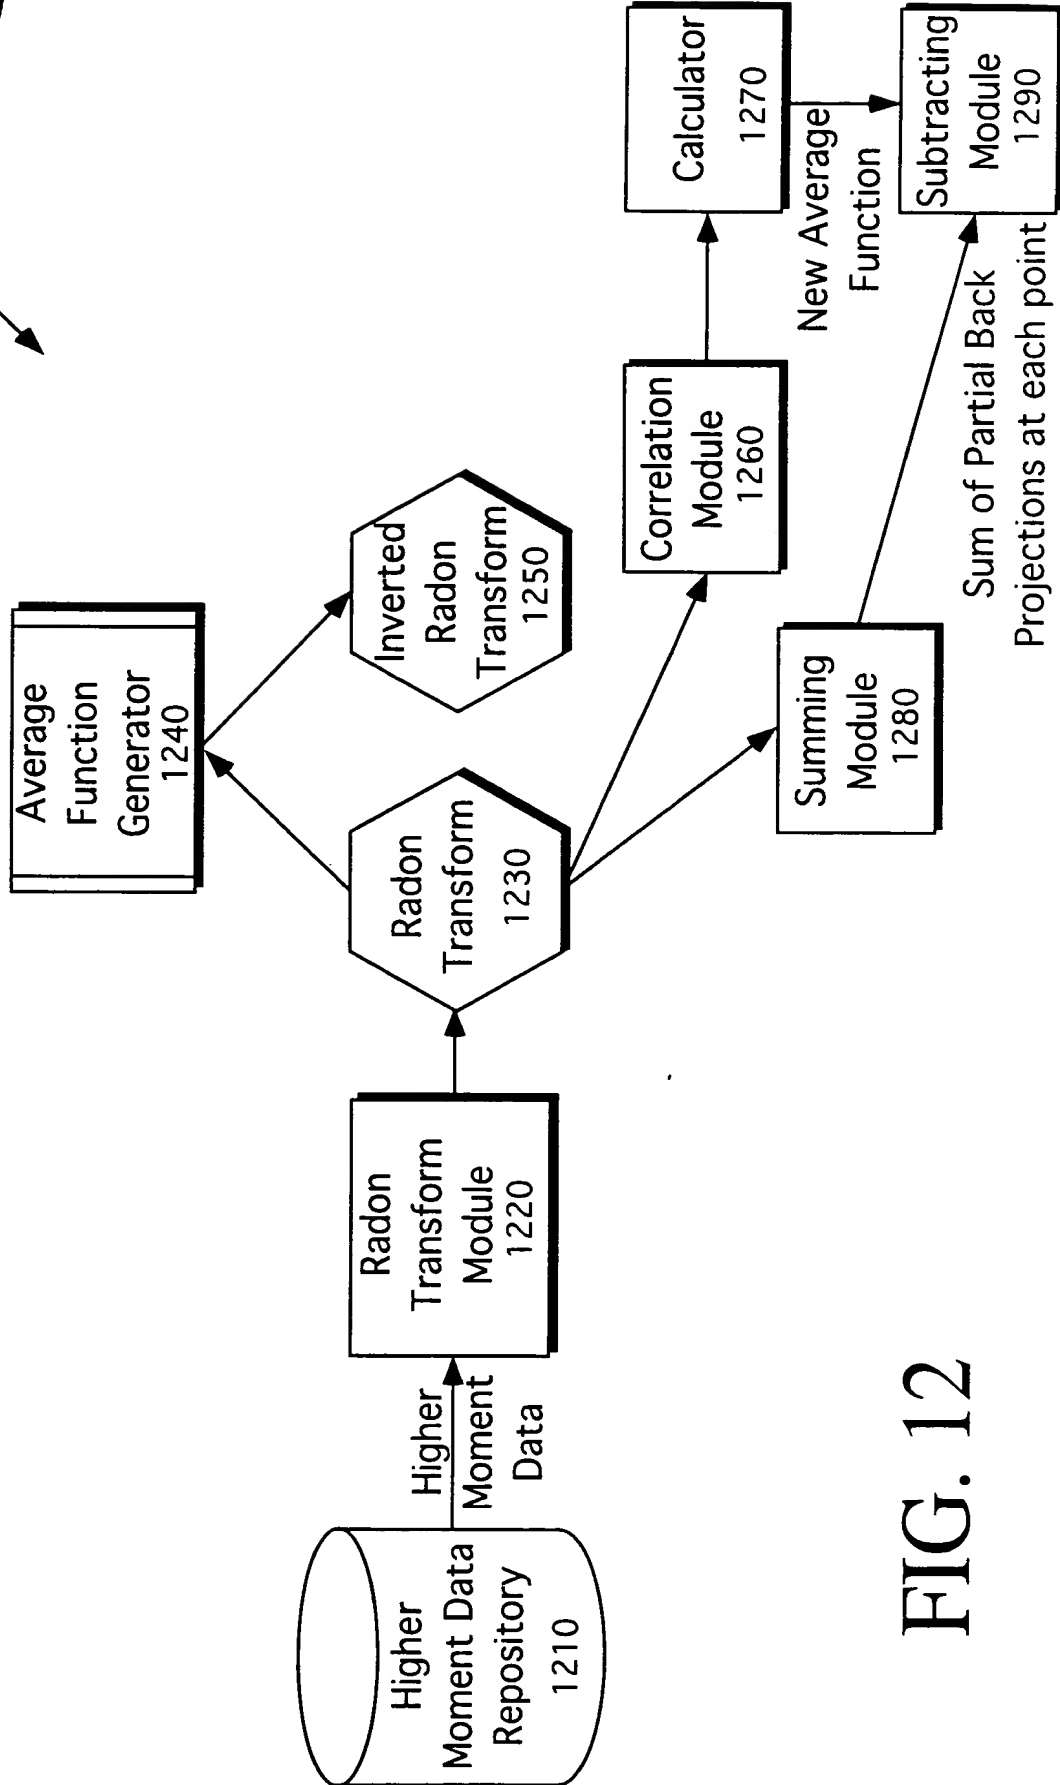 Higher
Moment Data
Repository
1210
Higher
Moment
Data
Radon
Transform
Module
1220
Radon
Transform
1230
Average
Function
Generator
1240
Inverted
Radon
Transform
1250
Correlation
Module
1260
Calculator
1270
New Average
Function
Summing
Module
1280
Sum of Partial Back
Projections at each point
Subtracting
Module
1290
FIG. 12